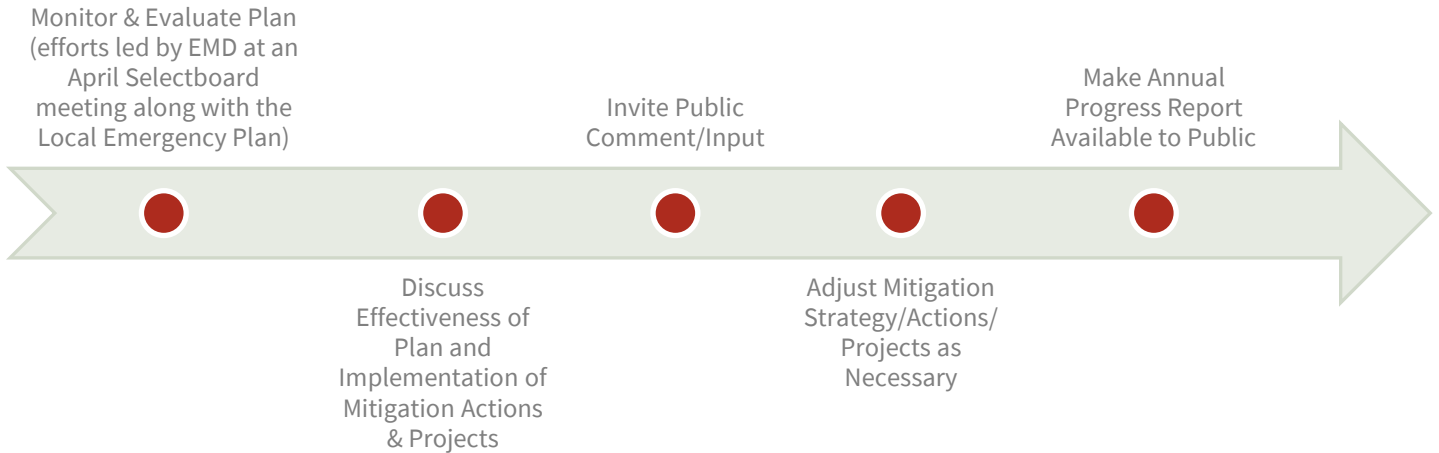 Monitor & Evaluate Plan
(efforts led by EMD at an
April Selectboard
meeting along with the
Local Emergency Plan)
Discuss
Effectiveness of
Plan and
Implementation of
Mitigation Actions
& Projects
Invite Public
Comment/Input
Adjust Mitigation
Strategy/Actions/
Projects as
Necessary
Make Annual
Progress Report
Available to Public